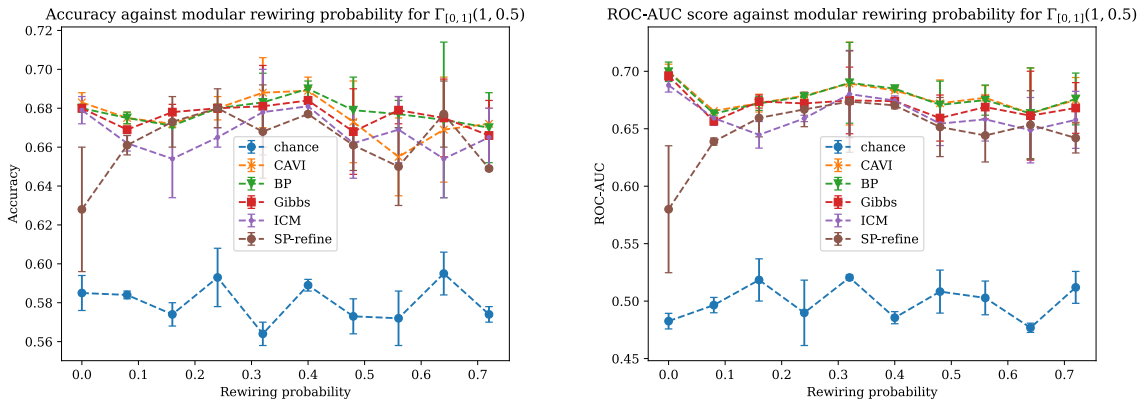 Accuracy against modular rewiring probability for Γ[0,1](1, 0.5)
0.72
0.70
0.68
0.66
0.64
0.62
0.60
0.58
0.56
Accuracy
chance
CAVI
BP
Gibbs
ICM
SP-refine
0.0 0.1 0.2 0.3 0.4 0.5 0.6 0.7
Rewiring probability
ROC-AUC score against modular rewiring probability for Γ[0,1](1, 0.5)
0.70
0.65
0.60
0.55
0.50
0.45
ROC-AUC
chance
CAVI
BP
Gibbs
ICM
SP-refine
0.0 0.1 0.2 0.3 0.4 0.5 0.6 0.7
Rewiring probability